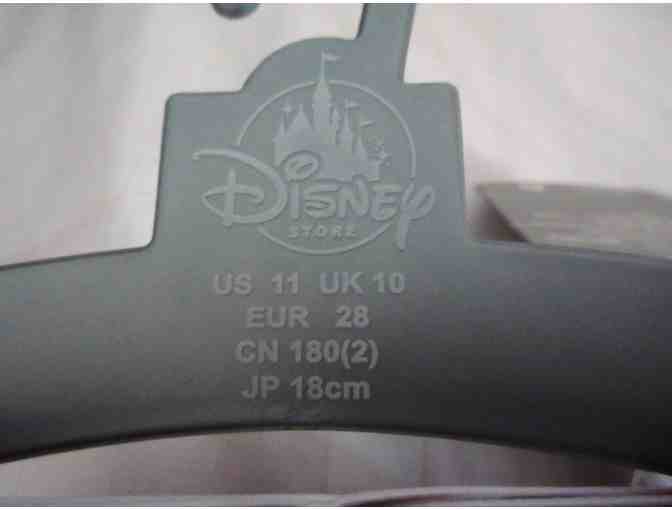 Disney
STORE
US 11 UK 10
EUR 28
CN 180(2)
JP 18cm